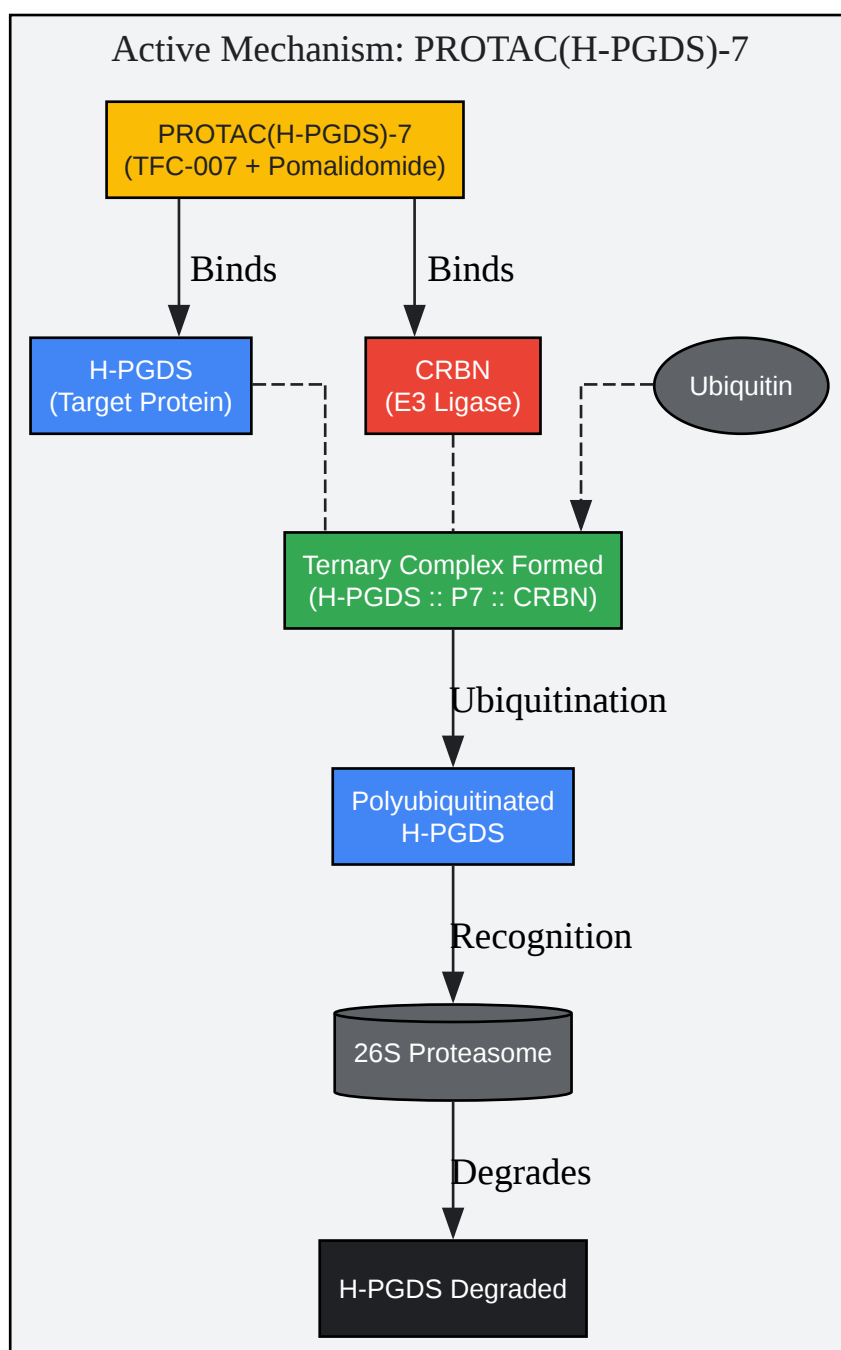 Active Mechanism: PROTAC(H-PGDS)-7
PROTAC(H-PGDS)-7
(TFC-007 + Pomalidomide)
Binds
Binds
H-PGDS
(Target Protein)
CRBN
(E3 Ligase)
Ubiquitin
Ternary Complex Formed
(H-PGDS :: P7 :: CRBN)
Ubiquitination
Polyubiquitinated
H-PGDS
Recognition
26S Proteasome
Degrades
H-PGDS Degraded